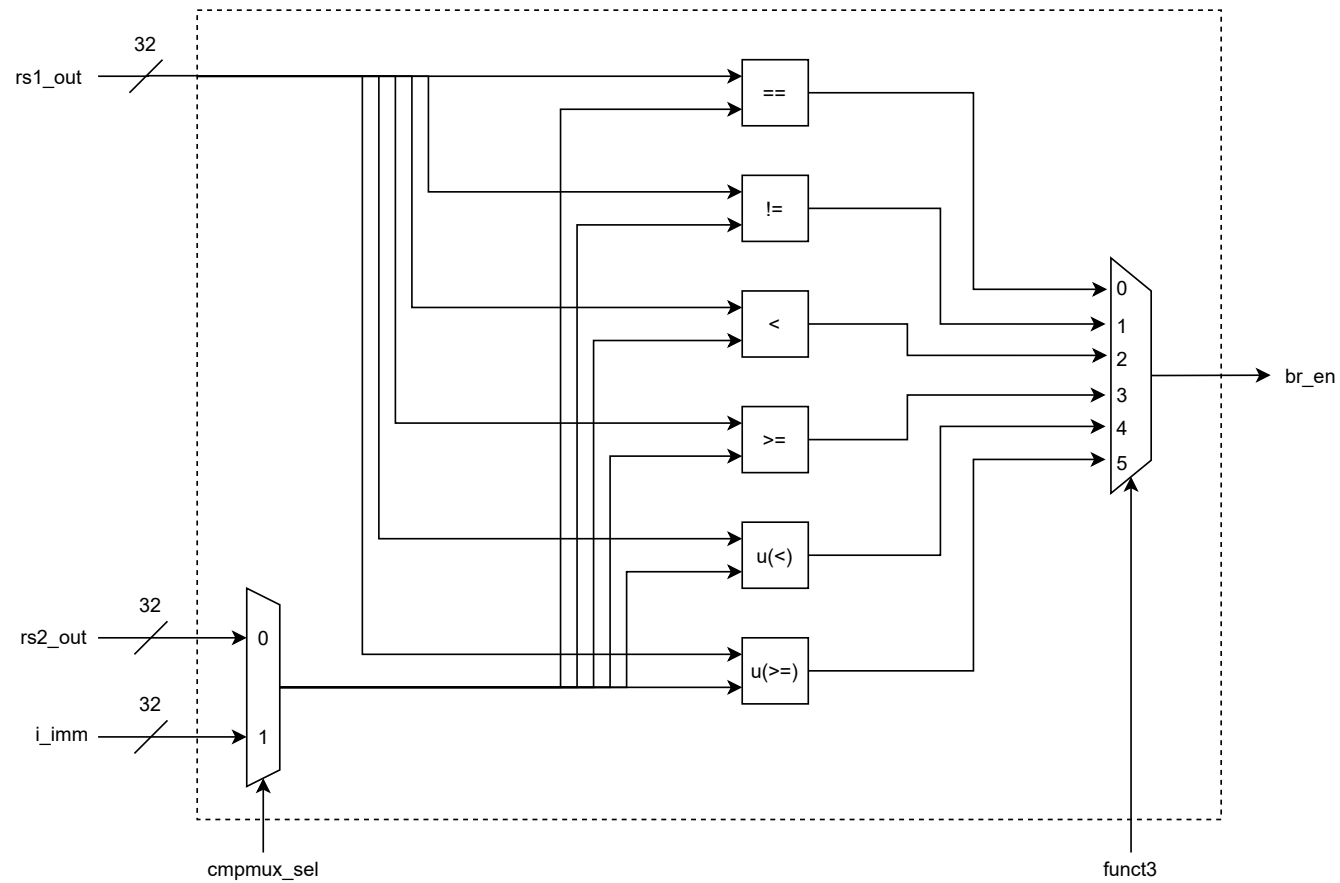 32
rs1_out
==
!=
<
>=
u(<)
u(>=)
0
1
2
3
4
5
br_en
32
rs2_out
0
32
i_imm
1
cmpmux_sel
funct3